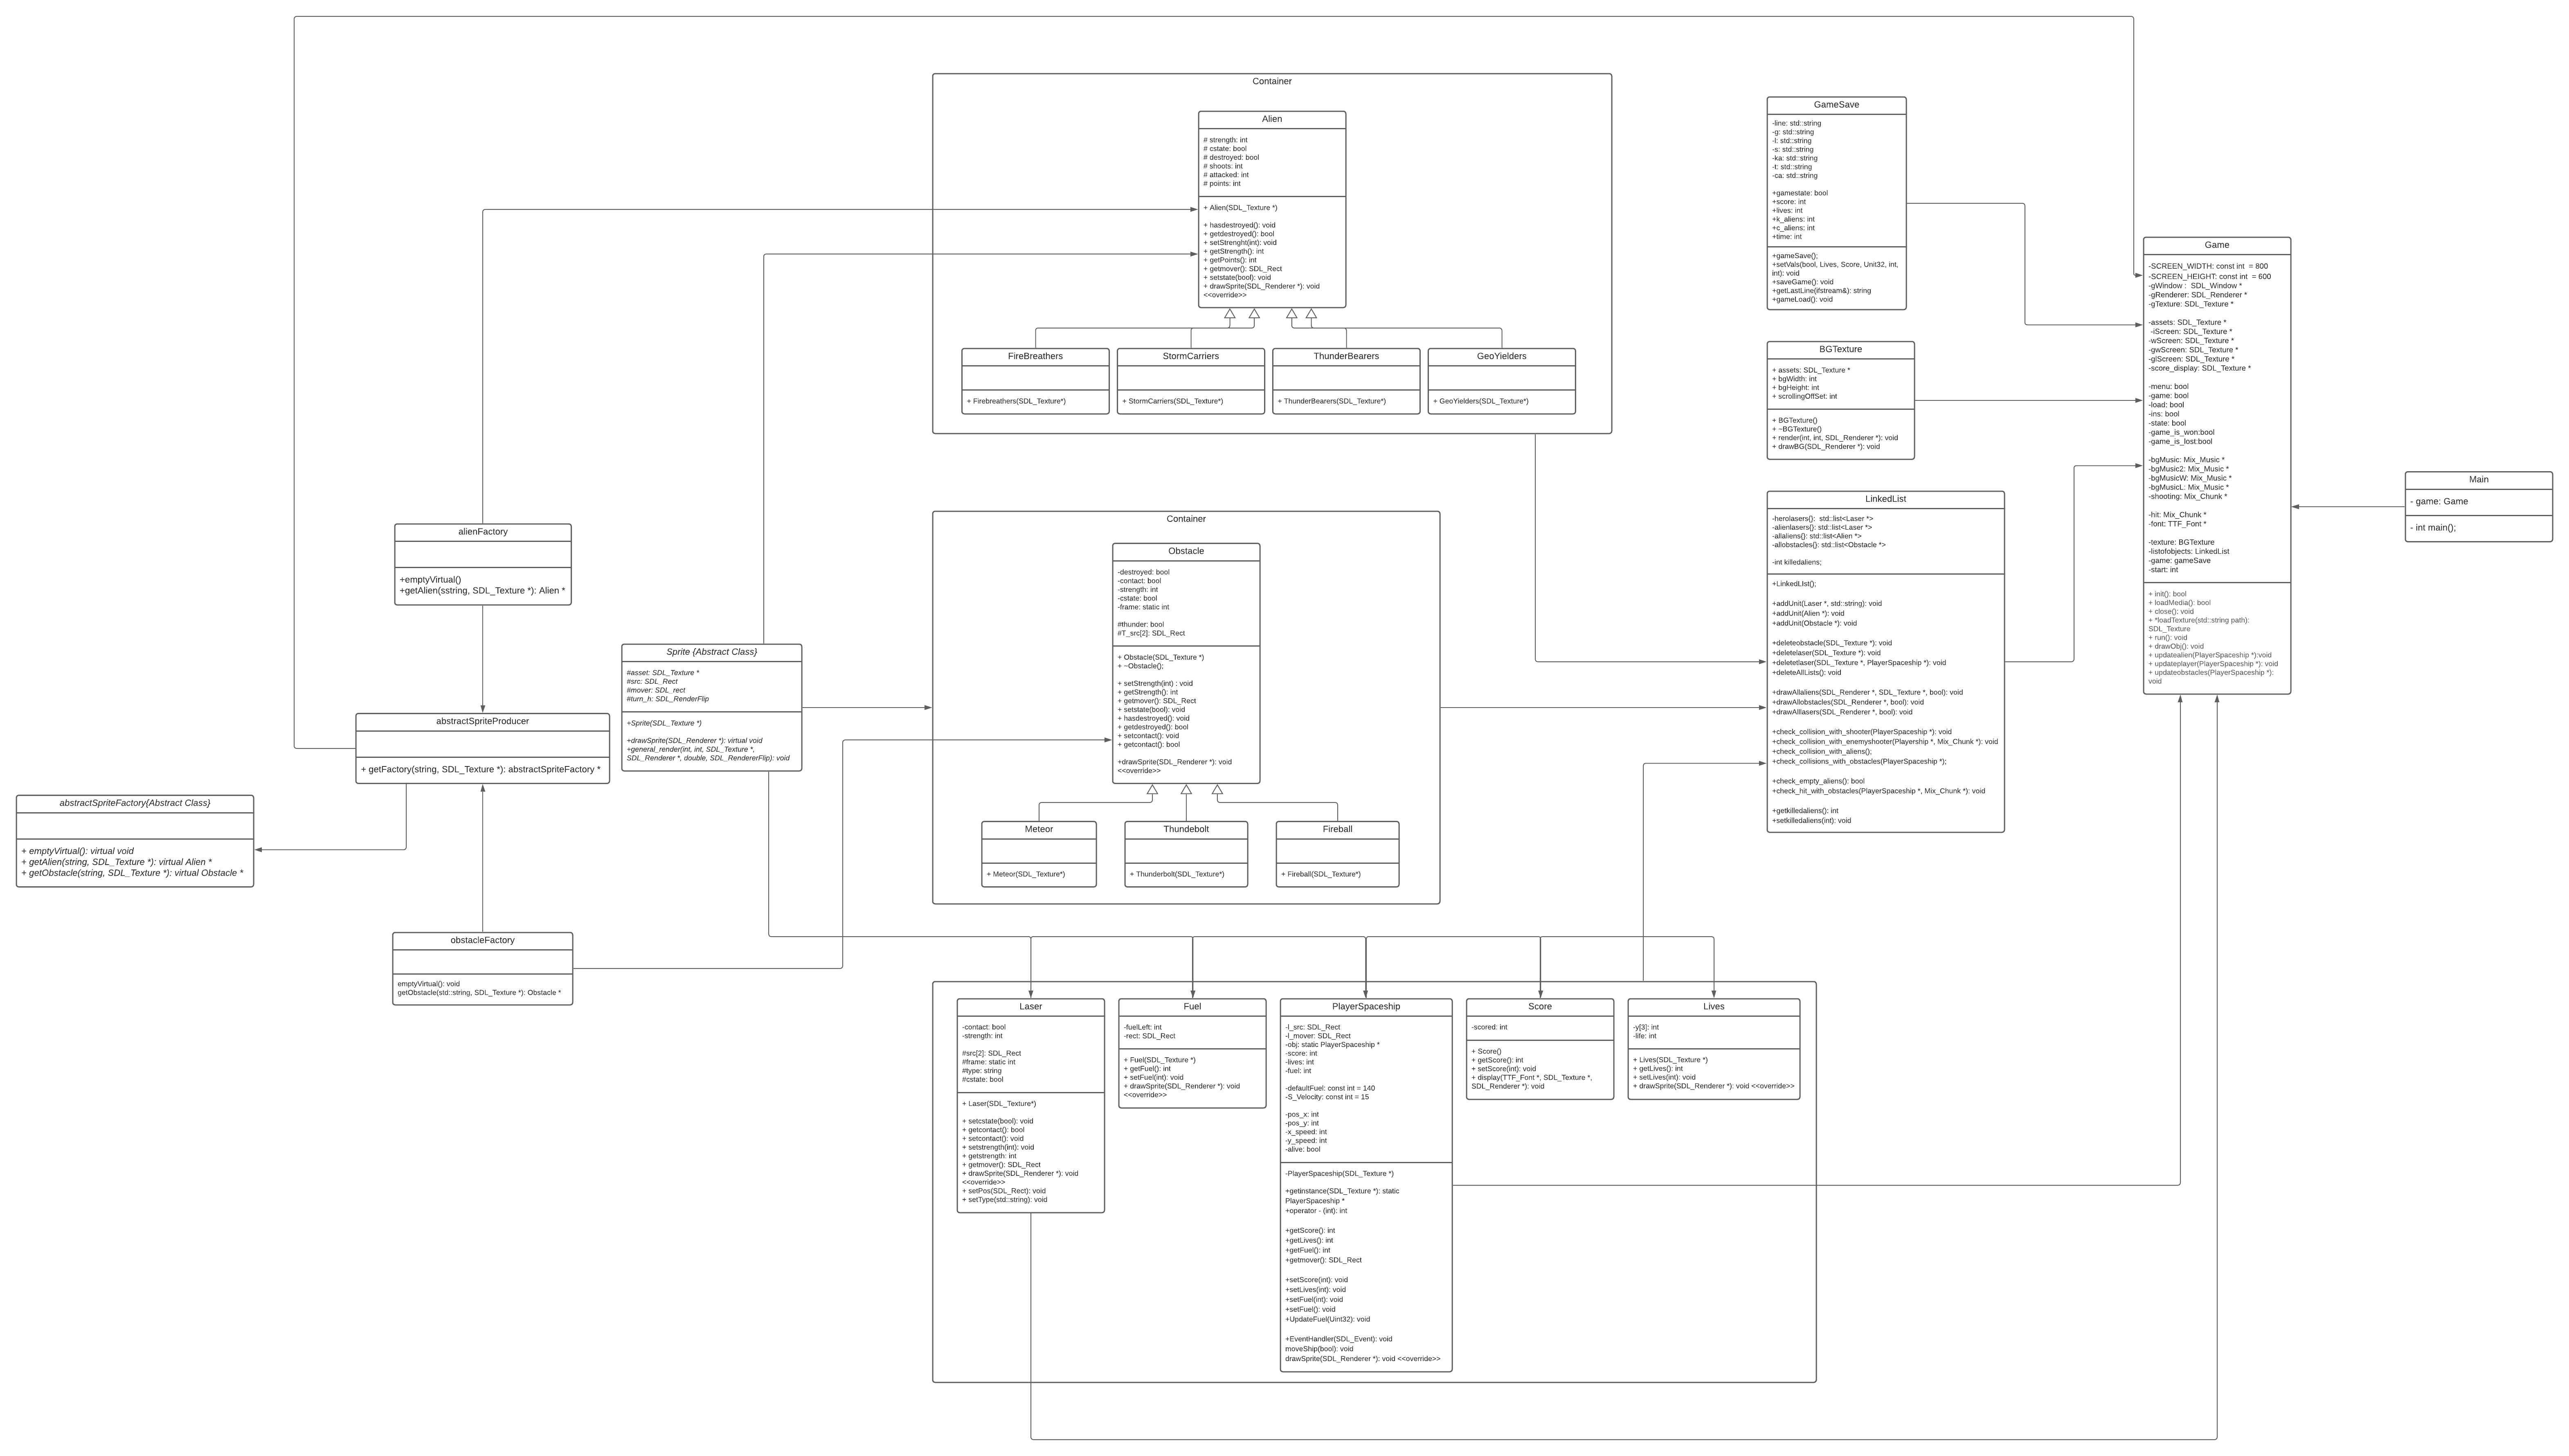 Container
Alien
# strength: int
# cstate: bool
# destroyed: bool
# shoots: int
# attacked: int
# points: int
+ Alien(SDL_Texture *)
+ hasdestroyed(): void
+ getdestroyed(): bool
+ setStrenght(int): void
+ getStrength(): int
+ getPoints(): int
+ getmover(): SDL_Rect
+ setstate(bool): void
+ drawSprite(SDL_Renderer *): void
<<override>>
FireBreathers
+ Firebreathers(SDL_Texture*)
StormCarriers
+ StormCarriers(SDL_Texture*)
ThunderBearers
+ ThunderBearers(SDL_Texture*)
GeoYielders
+ GeoYielders(SDL_Texture*)
GameSave
-line: std::string
-g: std::string
-l: std::string
-s: std::string
-ka: std::string
-t: std::string
-ca: std::string
+gamestate: bool
+score: int
+lives: int
+k_aliens: int
+c_aliens: int
+time: int
+gameSave();
+setVals(bool, Lives, Score, Unit32, int,
int): void
+saveGame(): void
+getLastLine(ifstream&): string
+gameLoad(): void
BGTexture
+ assets: SDL_Texture *
+ bgWidth: int
+ bgHeight: int
+ scrollingOffSet: int
+ BGTexture()
+ ~BGTexture()
+ render(int, int, SDL_Renderer *): void
+ drawBG(SDL_Renderer *): void
Game
-SCREEN_WIDTH: const int  = 800
-SCREEN_HEIGHT: const int  = 600
-gWindow :  SDL_Window *
-gRenderer: SDL_Renderer *
-gTexture: SDL_Texture *
-assets: SDL_Texture *
-iScreen: SDL_Texture *
-wScreen: SDL_Texture *
-gwScreen: SDL_Texture *
-glScreen: SDL_Texture *
-score_display: SDL_Texture *
-menu: bool
-game: bool
-load: bool
-ins: bool
-state: bool
-game_is_won:bool
-game_is_lost:bool
-bgMusic: Mix_Music *
-bgMusic2: Mix_Music *
-bgMusicW: Mix_Music *
-bgMusicL: Mix_Music *
-shooting: Mix_Chunk *
-hit: Mix_Chunk *
-font: TTF_Font *
-texture: BGTexture
-listofobjects: LinkedList
-game: gameSave
-start: int
+ init(): bool
+ loadMedia(): bool
+ close(): void
+ *loadTexture(std::string path):
SDL_Texture
+ run(): void
+ drawObj(): void
+ updatealien(PlayerSpaceship *):void
+ updateplayer(PlayerSpaceship *): void
+ updateobstacles(PlayerSpaceship *):
void
Main
- game: Game
- int main();
LinkedList
-herolasers{}:  std::list<Laser *>
-alienlasers{}: std::list<Laser *>
-allaliens{}: std::list<Alien *>
-allobstacles{}: std::list<Obstacle *>
-int killedaliens;
+LinkedLIst();
+addUnit(Laser *, std::string): void
+addUnit(Alien *): void
+addUnit(Obstacle *): void
+deleteobstacle(SDL_Texture *): void
+deletelaser(SDL_Texture *): void
+deletetlaser(SDL_Texture *, PlayerSpaceship *): void
+deleteAllLists(): void
+drawAllaliens(SDL_Renderer *, SDL_Texture *, bool): void
+drawAllobstacles(SDL_Renderer *, bool): void
+drawAlllasers(SDL_Renderer *, bool): void
+check_collision_with_shooter(PlayerSpaceship *): void
+check_collision_with_enemyshooter(Playership *, Mix_Chunk *): void
+check_collision_with_aliens();
+check_collisions_with_obstacles(PlayerSpaceship *);
+check_empty_aliens(): bool
+check_hit_with_obstacles(PlayerSpaceship *, Mix_Chunk *): void
+getkilledaliens(): int
+setkilledaliens(int): void
alienFactory
+emptyVirtual()
+getAlien(sstring, SDL_Texture *): Alien *
abstractSpriteProducer
+ getFactory(string, SDL_Texture *): abstractSpriteFactory *
abstractSpriteFactory{Abstract Class}
+ emptyVirtual(): virtual void
+ getAlien(string, SDL_Texture *): virtual Alien *
+ getObstacle(string, SDL_Texture *): virtual Obstacle *
obstacleFactory
emptyVirtual(): void
getObstacle(std::string, SDL_Texture *): Obstacle *
Sprite {Abstract Class}
#asset: SDL_Texture *
#src: SDL_Rect
#mover: SDL_rect
#turn_h: SDL_RenderFlip
+Sprite(SDL_Texture *)
+drawSprite(SDL_Renderer *): virtual void
+general_render(int, int, SDL_Texture *,
SDL_Renderer *, double, SDL_RendererFlip): void
Container
Obstacle
-destroyed: bool
-contact: bool
-strength: int
-cstate: bool
-frame: static int
#thunder: bool
#T_src[2]: SDL_Rect
+ Obstacle(SDL_Texture *)
+ ~Obstacle();
+ setStrength(int) : void
+ getStrength(): int
+ getmover(): SDL_Rect
+ setstate(bool): void
+ hasdestroyed(): void
+ getdestroyed(): bool
+ setcontact(): void
+ getcontact(): bool
+drawSprite(SDL_Renderer *): void
<<override>>
Meteor
+ Meteor(SDL_Texture*)
Thundebolt
+ Thunderbolt(SDL_Texture*)
Fireball
+ Fireball(SDL_Texture*)
Laser
-contact: bool
-strength: int
#src[2]: SDL_Rect
#frame: static int
#type: string
#cstate: bool
+ Laser(SDL_Texture*)
+ setcstate(bool): void
+ getcontact(): bool
+ setcontact(): void
+ setstrength(int): void
+ getstrength: int
+ getmover(): SDL_Rect
+ drawSprite(SDL_Renderer *): void
<<override>>
+ setPos(SDL_Rect): void
+ setType(std::string): void
Fuel
-fuelLeft: int
-rect: SDL_Rect
+ Fuel(SDL_Texture *)
+ getFuel(): int
+ setFuel(int): void
+ drawSprite(SDL_Renderer *): void
<<override>>
PlayerSpaceship
-l_src: SDL_Rect
-l_mover: SDL_Rect
-obj: static PlayerSpaceship *
-score: int
-lives: int
-fuel: int
-defaultFuel: const int = 140
-S_Velocity: const int = 15
-pos_x: int
-pos_y: int
-x_speed: int
-y_speed: int
-alive: bool
-PlayerSpaceship(SDL_Texture *)
+getinstance(SDL_Texture *): static
PlayerSpaceship *
+operator - (int): int
+getScore(): int
+getLives(): int
+getFuel(): int
+getmover(): SDL_Rect
+setScore(int): void
+setLives(int): void
+setFuel(int): void
+setFuel(): void
+UpdateFuel(Uint32): void
+EventHandler(SDL_Event): void
moveShip(bool): void
drawSprite(SDL_Renderer *): void <<override>>
Score
-scored: int
+ Score()
+ getScore(): int
+ setScore(int): void
+ display(TTF_Font *, SDL_Texture *,
SDL_Renderer *): void
Lives
-y[3]: int
-life: int
+ Lives(SDL_Texture *)
+ getLives(): int
+ setLives(int): void
+ drawSprite(SDL_Renderer *): void <<override>>